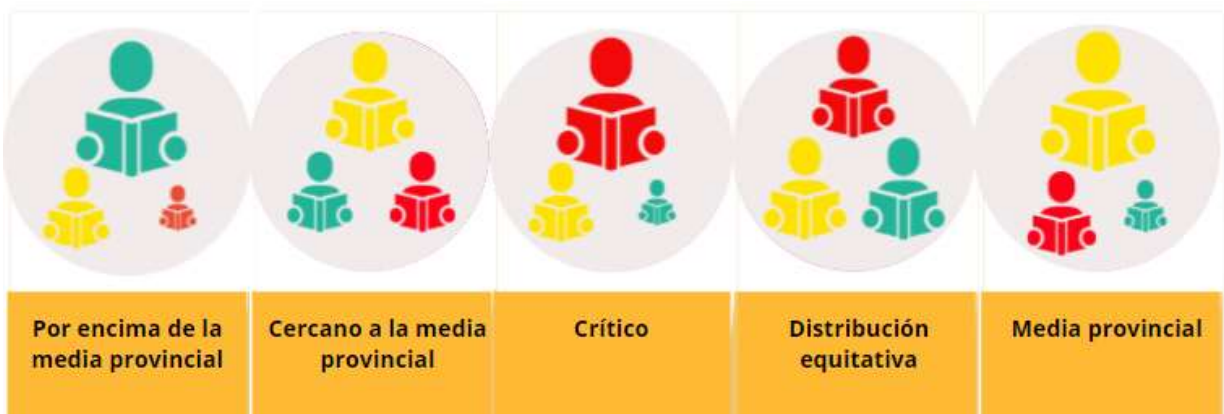 Por encima de la
media provincial
Cercano a la media
provincial
Crítico
Distribución
equitativa
Media provincial